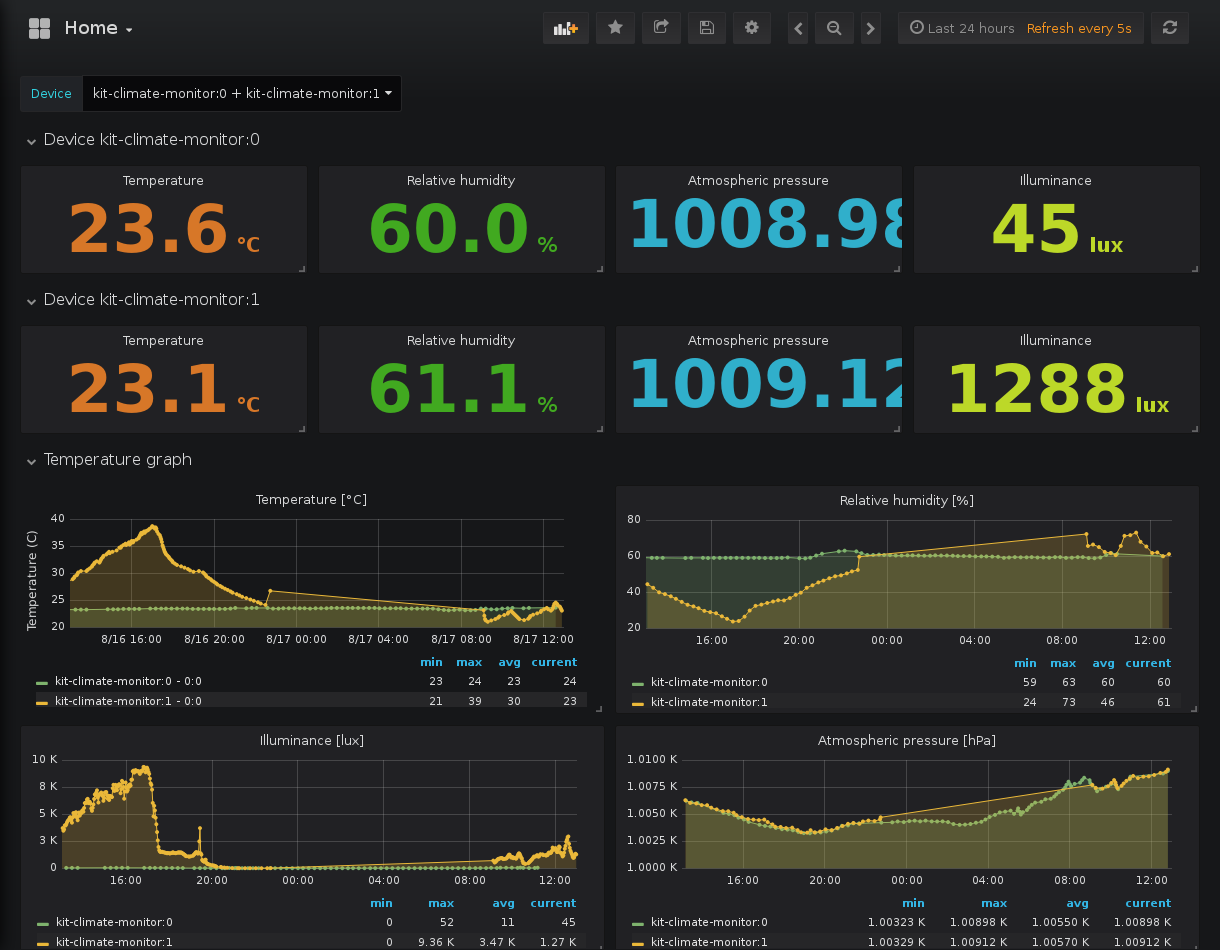 Home
Last 24 hours Refresh every 5s
Device kit-climate-monitor:0 + kit-climate-monitor:1
Device kit-climate-monitor:0
Temperature Relative humidity Atmospheric pressure Illuminance
23.6 °C 60.0 % 1008.98 45 lux
Device kit-climate-monitor:1
Temperature Relative humidity Atmospheric pressure Illuminance
23.1 °C 61.1 % 1009.12 1288 lux
Temperature graph
Temperature [°C]
Temperature (C)
40
35
30
25
20
8/16 16:00 8/16 20:00 8/17 00:00 8/17 04:00 8/17 08:00 8/17 12:00
min max avg current
kit-climate-monitor:0 - 0:0 23 24 23 24
kit-climate-monitor:1 - 0:0 21 39 30 23
Relative humidity [%]
80
60
40
20
16:00 20:00 00:00 04:00 08:00 12:00
min max avg current
kit-climate-monitor:0 59 63 60 60
kit-climate-monitor:1 24 73 46 61
Illuminance [lux]
10 K
8 K
5 K
3 K
0
16:00 20:00 00:00 04:00 08:00 12:00
min max avg current
kit-climate-monitor:0 0 52 11 45
kit-climate-monitor:1 0 9.36 K 3.47 K 1.27 K
Atmospheric pressure [hPa]
1.0100 K
1.0075 K
1.0050 K
1.0025 K
1.0000 K
16:00 20:00 00:00 04:00 08:00 12:00
min max avg current
kit-climate-monitor:0 1.00323 K 1.00898 K 1.00550 K 1.00898 K
kit-climate-monitor:1 1.00329 K 1.00912 K 1.00570 K 1.00912 K